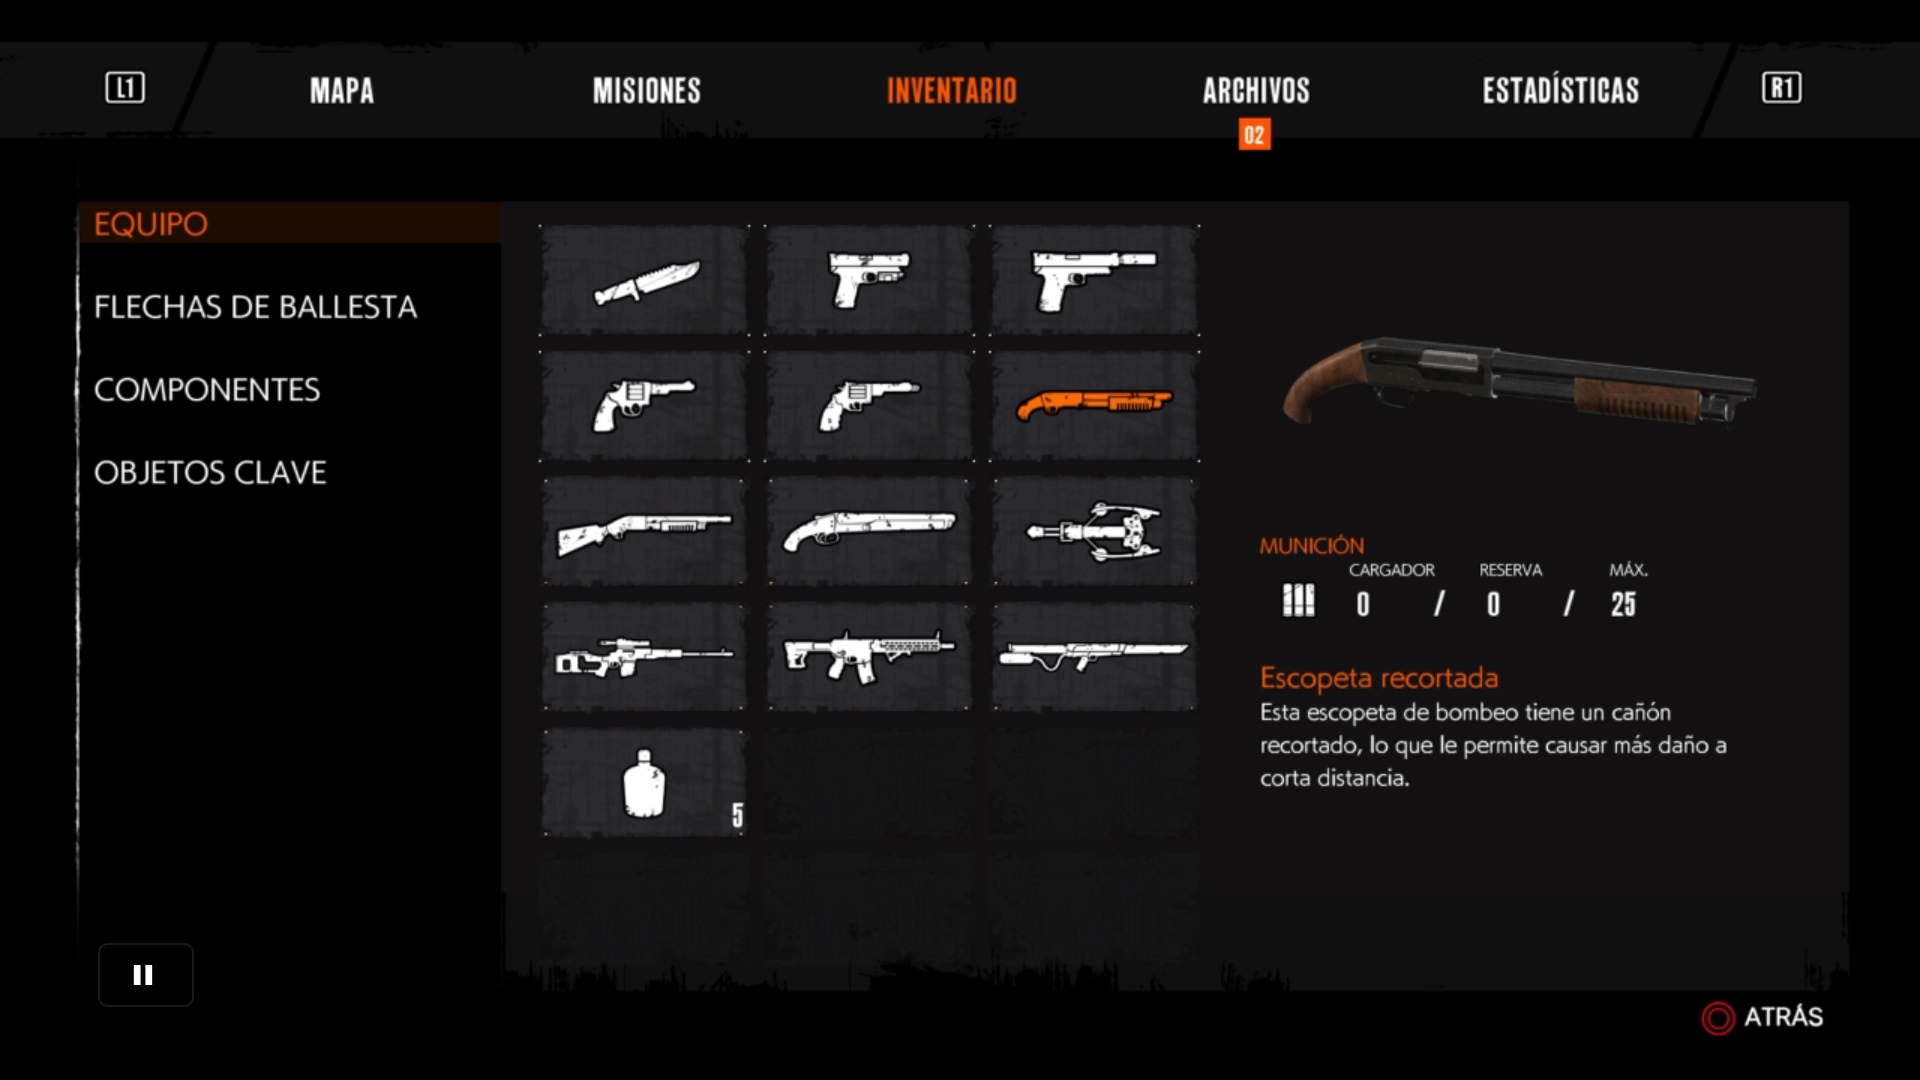 L1
MAPA
MISIONES
INVENTARIO
ARCHIVOS
ESTADÍSTICAS
R1
02
EQUIPO
FLECHAS DE BALLESTA
COMPONENTES
OBJETOS CLAVE
5
MUNICIÓN
CARGADOR RESERVA MÁX.
0 / 0 / 25
Escopeta recortada
Esta escopeta de bombeo tiene un cañón
recortado, lo que le permite causar más daño a
corta distancia.
ATRÁS